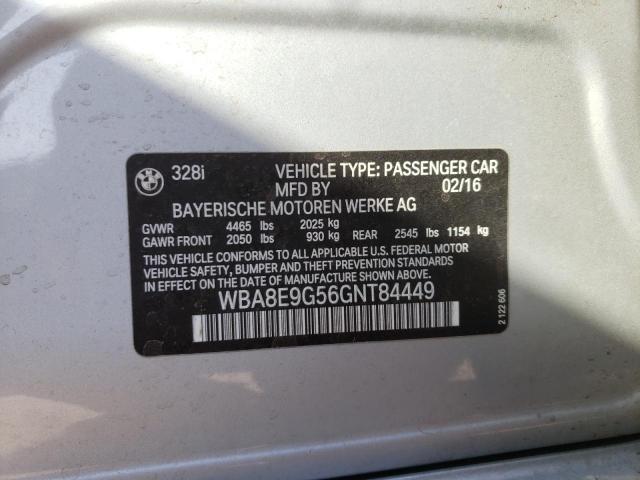 BMW 328i VEHICLE TYPE: PASSENGER CAR
MFD BY 02/16
BAYERISCHE MOTOREN WERKE AG
GVWR 4465 lbs 2025 kg
GAWR FRONT 2050 lbs 930 kg REAR 2545 lbs 1154 kg
THIS VEHICLE CONFORMS TO ALL APPLICABLE U.S. FEDERAL MOTOR
VEHICLE SAFETY, BUMPER AND THEFT PREVENTION STANDARDS IN
EFFECT ON THE DATE OF MANUFACTURE SHOWN ABOVE.
WBA8E9G56GNT84449
2 122 606